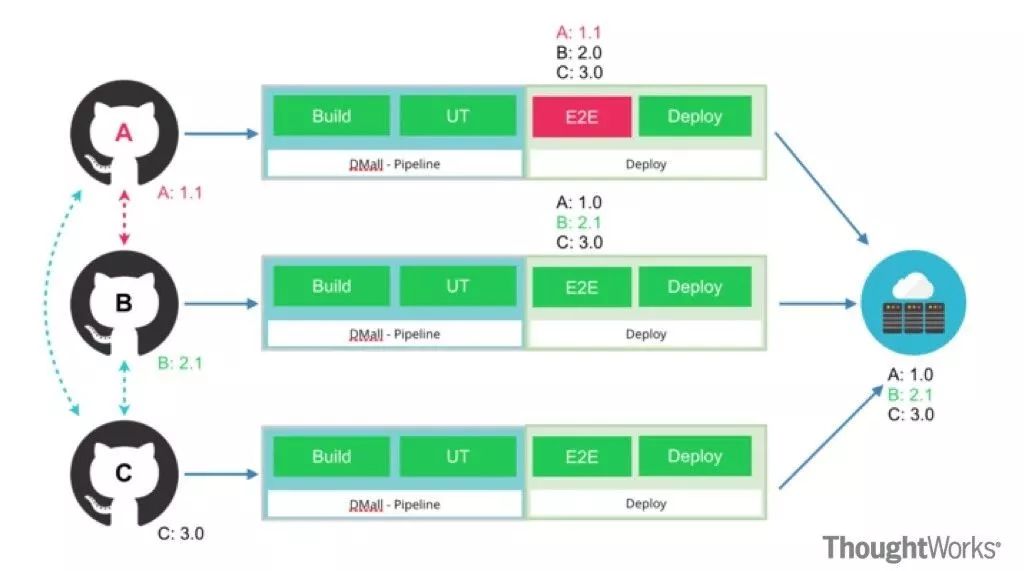 A: 1.1
B: 2.0
C: 3.0
A
Build
UT
E2E
Deploy
DMall - Pipeline
Deploy
A: 1.1
A: 1.0
B: 2.1
C: 3.0
B
Build
UT
E2E
Deploy
DMall - Pipeline
Deploy
B: 2.1
A: 1.0
B: 2.1
C: 3.0
C
Build
UT
E2E
Deploy
DMall - Pipeline
Deploy
C: 3.0
ThoughtWorks®